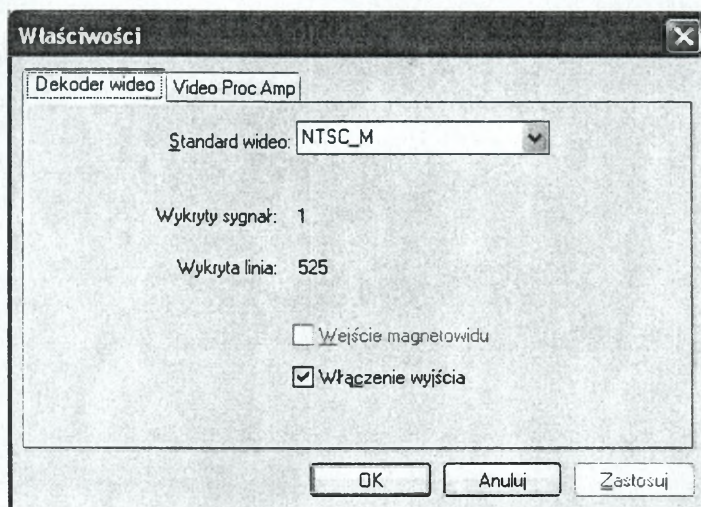 Właściwości
Dekoder wideo Video Proc Amp
Standard wideo: NTSC_M
Wykryty sygnał: 1
Wykryta linia: 525
Wejście magnetowidu
Włączenie wyjścia
OK Anuluj Zastosuj